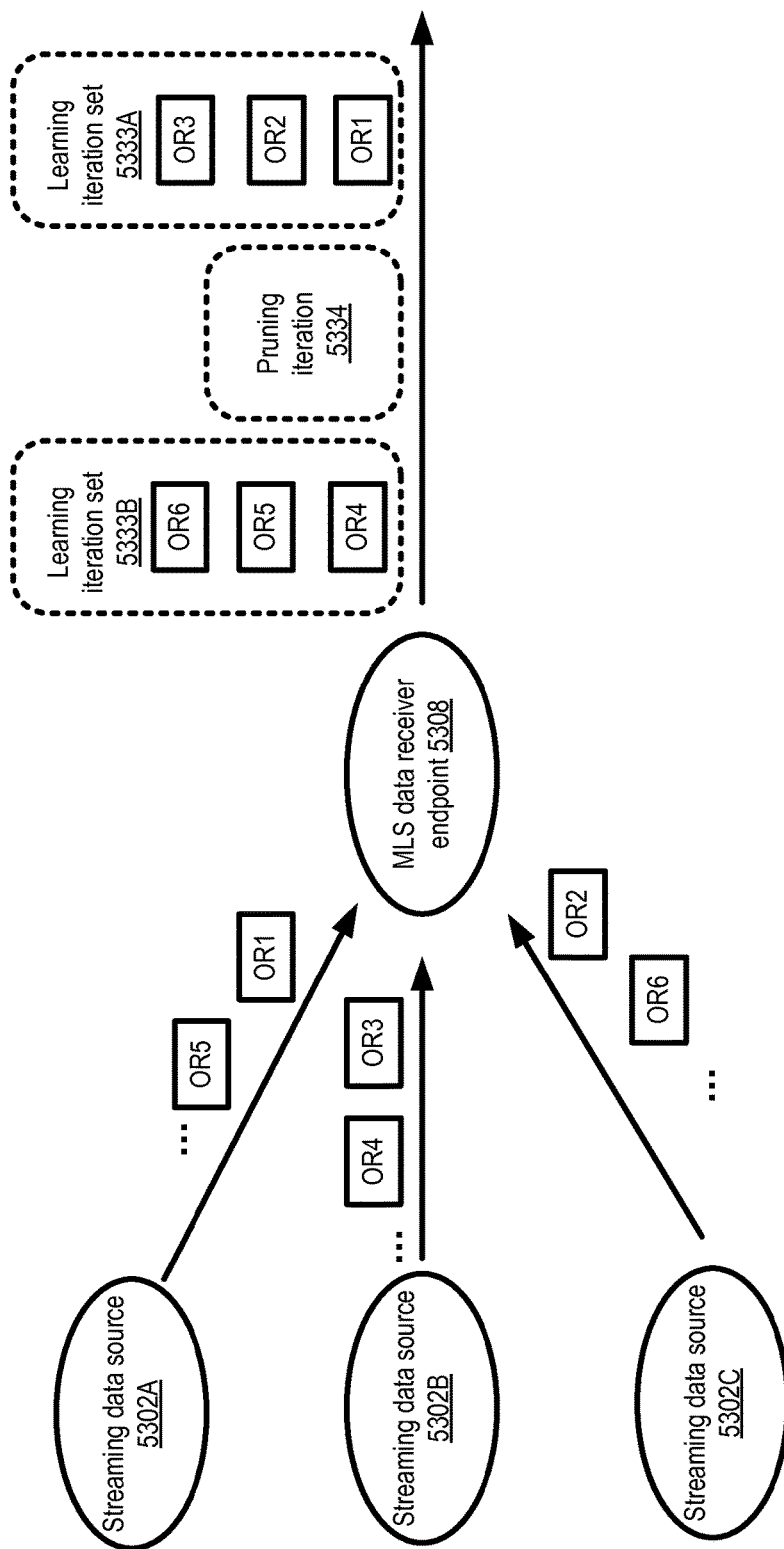 Streaming data source
5302A
Streaming data source
5302B
Streaming data source
5302C
...
OR5
OR1
...
OR4
OR3
OR2
OR6
...
MLS data receiver
endpoint 5308
Learning
iteration set
5333B
OR6
OR5
OR4
Pruning
iteration
5334
Learning
iteration set
5333A
OR3
OR2
OR1